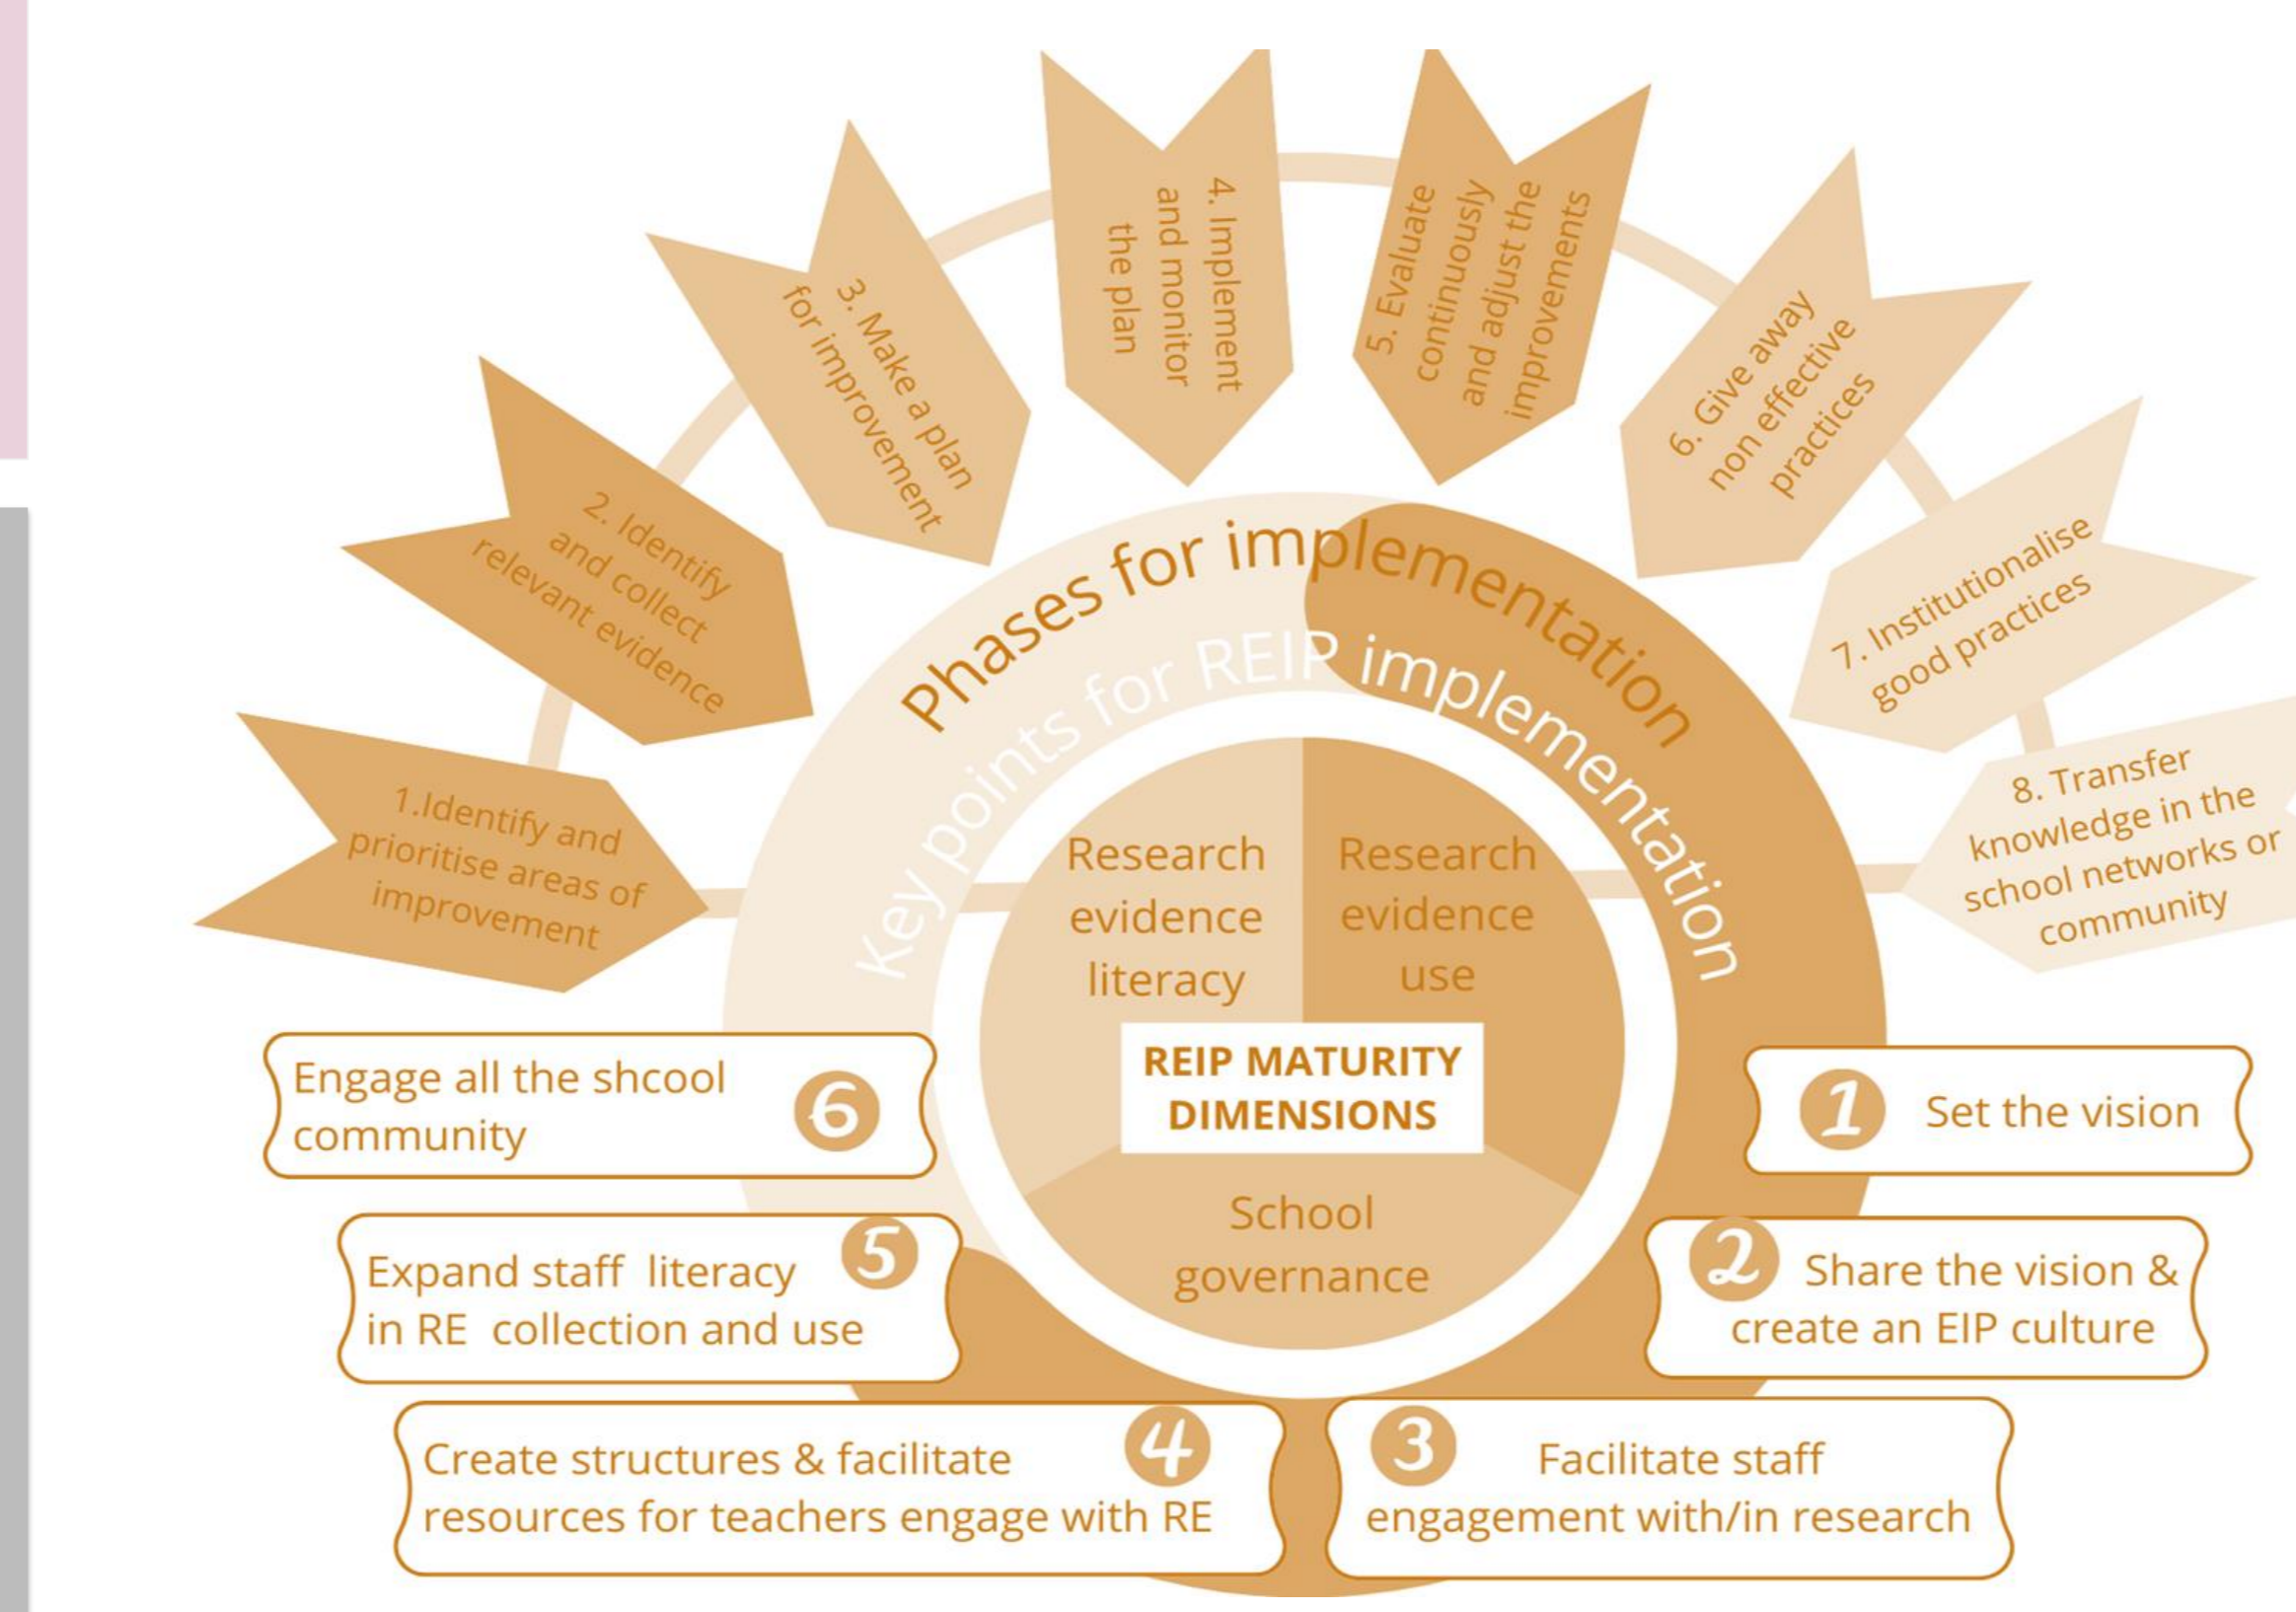 1.Identify and
prioritise areas of
improvement
2. Identify
and collect
relevant evidence
3. Make a plan
for improvement
4. Implement
and monitor
the plan
5. Evaluate
continuously
and adjust the
improvements
6. Give away
non effective
practices
7. Institutionalise
good practices
8. Transfer
knowledge in the
school networks or
community
Phases for implementation
Key points for REIP implementation
Research
evidence
literacy
Research
evidence
use
REIP MATURITY
DIMENSIONS
School
governance
1 Set the vision
2 Share the vision &
create an EIP culture
3 Facilitate staff
engagement with/in research
Create structures & facilitate 4
resources for teachers engage with RE
Expand staff literacy 5
in RE collection and use
Engage all the shcool 6
community